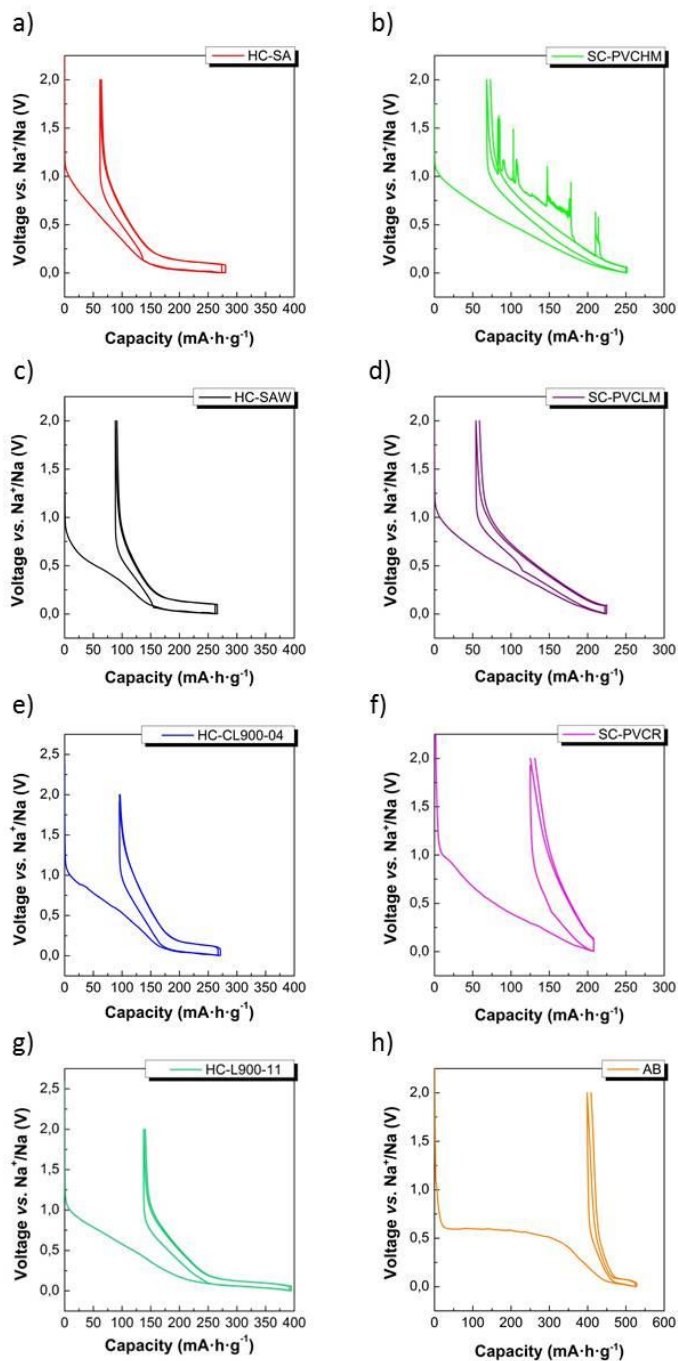 a)
HC-SA
2,0
1,5
1,0
0,5
0,0
Voltage vs. Na⁺/Na (V)
0 50 100 150 200 250 300 350 400
Capacity (mA·h·g⁻¹)
b)
SC-PVCHM
2,0
1,5
1,0
0,5
0,0
Voltage vs. Na⁺/Na (V)
0 50 100 150 200 250 300
Capacity (mA·h·g⁻¹)
c)
HC-SAW
2,0
1,5
1,0
0,5
0,0
Voltage vs. Na⁺/Na (V)
0 50 100 150 200 250 300 350 400
Capacity (mA·h·g⁻¹)
d)
SC-PVCLM
2,0
1,5
1,0
0,5
0,0
Voltage vs. Na⁺/Na (V)
0 50 100 150 200 250 300
Capacity (mA·h·g⁻¹)
e)
HC-CL900-04
2,5
2,0
1,5
1,0
0,5
0,0
Voltage vs. Na⁺/Na (V)
0 50 100 150 200 250 300 350 400
Capacity (mA·h·g⁻¹)
f)
SC-PVCR
2,0
1,5
1,0
0,5
0,0
Voltage vs. Na⁺/Na (V)
0 50 100 150 200 250 300
Capacity (mA·h·g⁻¹)
g)
HC-L900-11
2,5
2,0
1,5
1,0
0,5
0,0
Voltage vs. Na⁺/Na (V)
0 50 100 150 200 250 300 350 400
Capacity (mA·h·g⁻¹)
h)
AB
2,0
1,5
1,0
0,5
0,0
Voltage vs. Na⁺/Na (V)
0 100 200 300 400 500 600
Capacity (mA·h·g⁻¹)